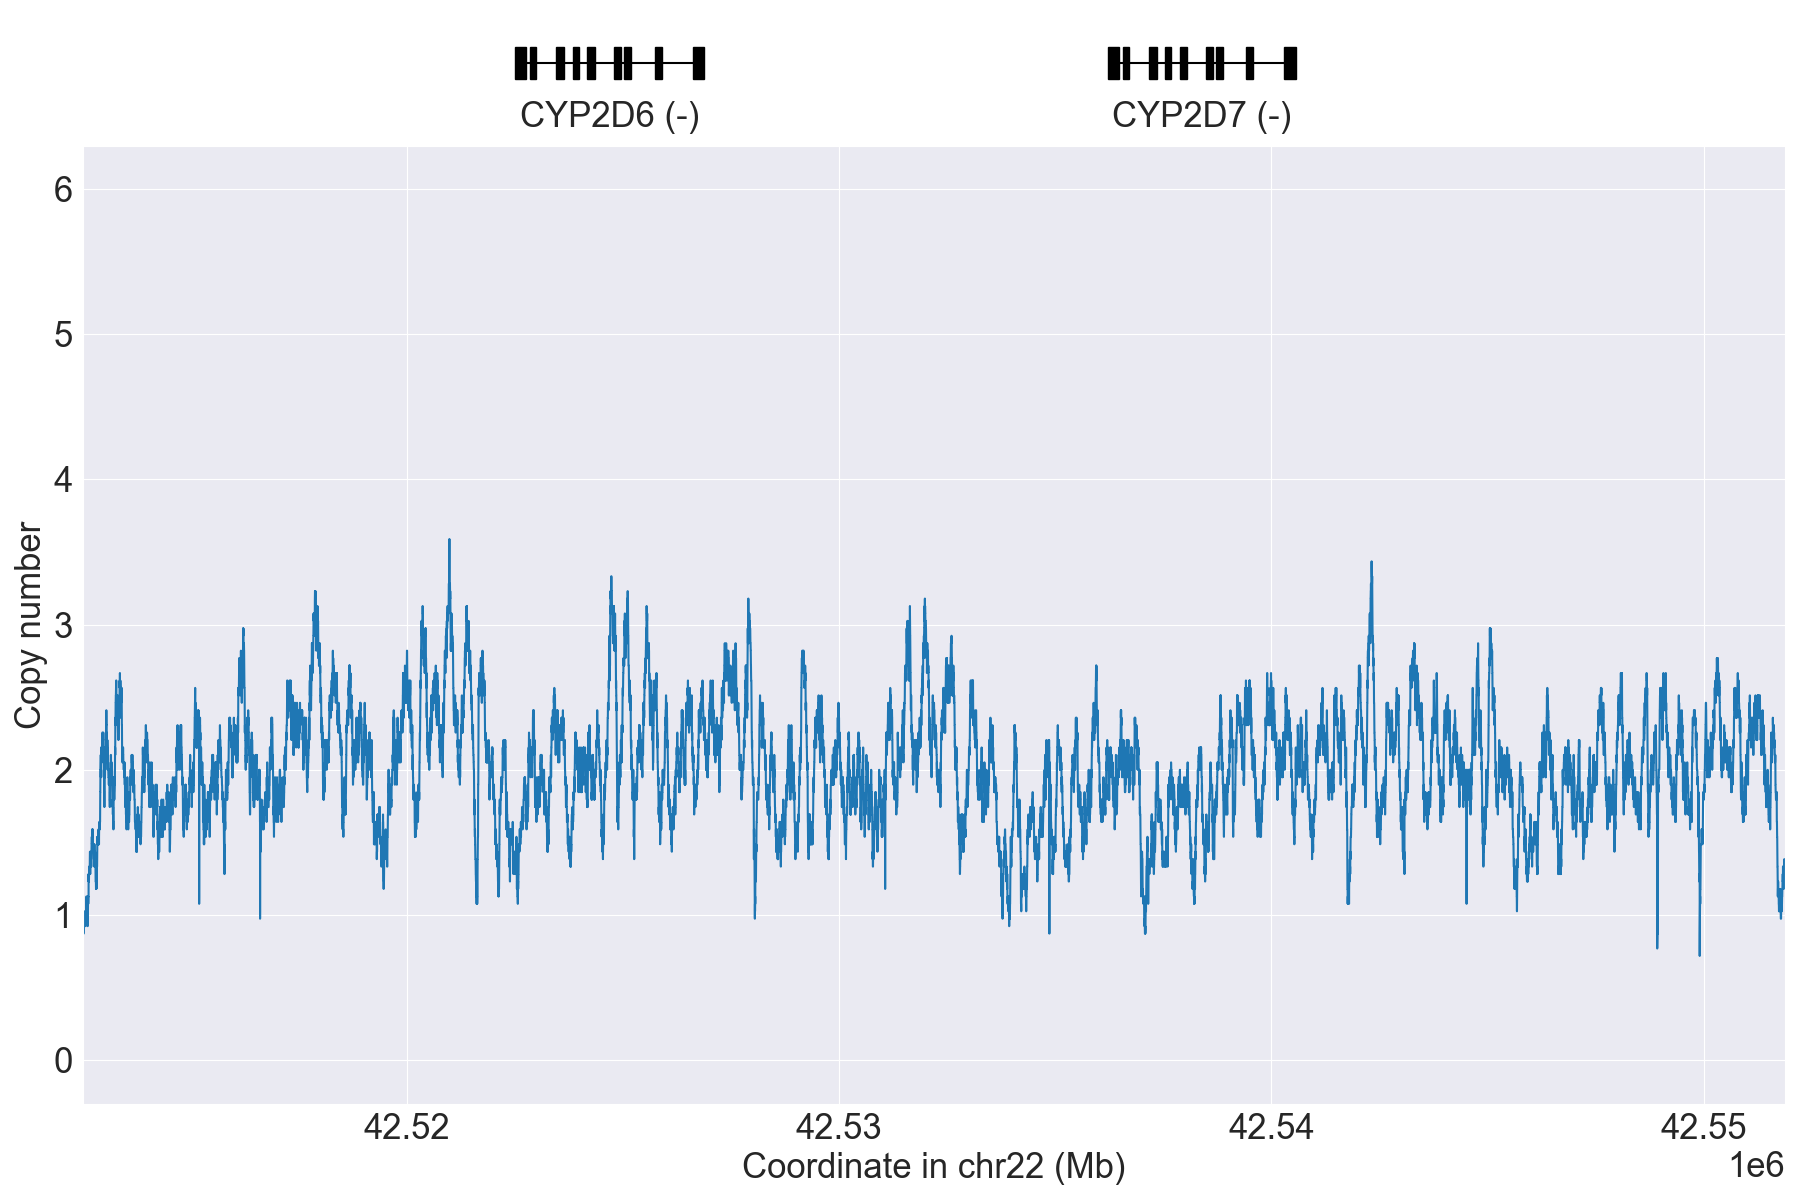 CYP2D6 (-) CYP2D7 (-)
6
5
4
3
2
1
0
Copy number
42.52 42.53 42.54 42.55
Coordinate in chr22 (Mb)
1e6